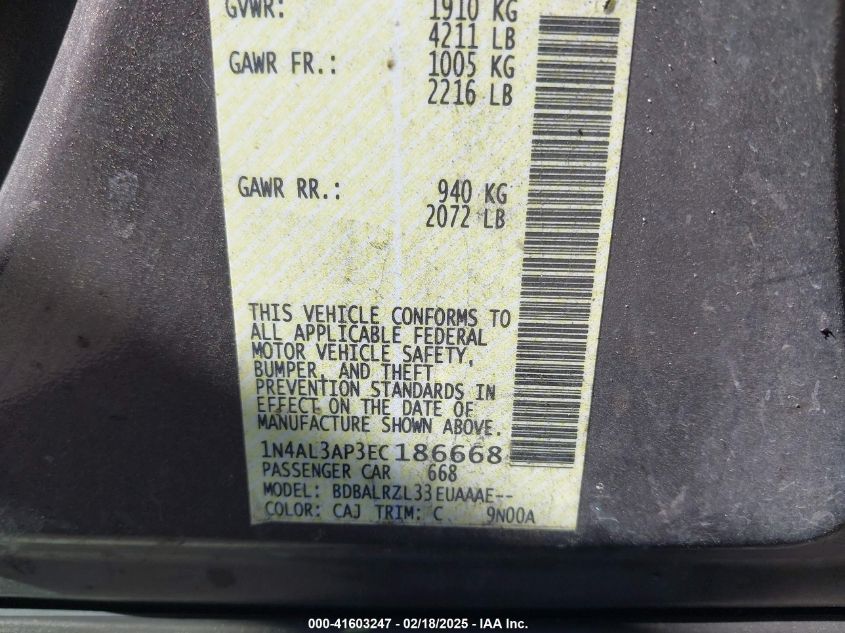 GVWR: 1910 KG
4211 LB
GAWR FR.: 1005 KG
2216 LB
GAWR RR.: 940 KG
2072 LB
THIS VEHICLE CONFORMS TO
ALL APPLICABLE FEDERAL
MOTOR VEHICLE SAFETY,
BUMPER, AND THEFT
PREVENTION STANDARDS IN
EFFECT ON THE DATE OF
MANUFACTURE SHOWN ABOVE.
1N4AL3AP3EC186668
PASSENGER CAR 668
MODEL: BDBALRZL33EUAAAE--
COLOR: CAJ TRIM: C 9N00A
000-41603247 - 02/18/2025 - IAA Inc.